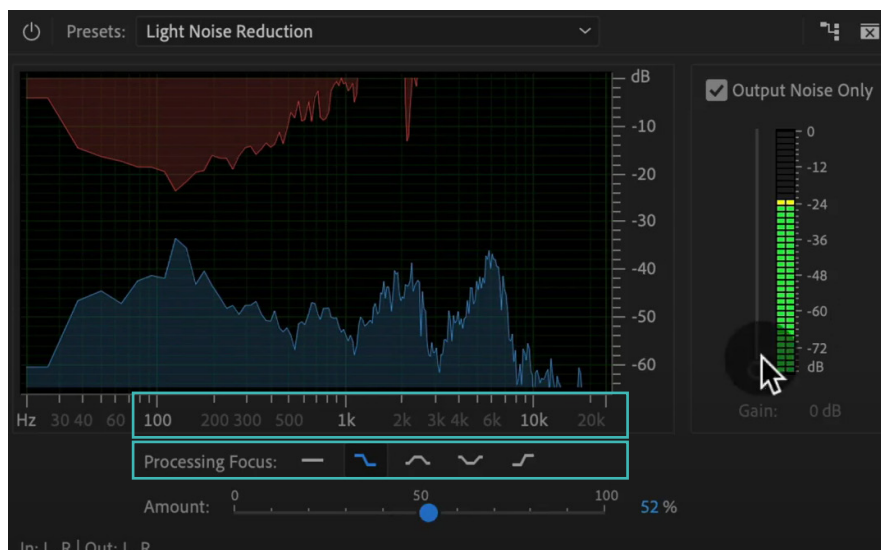 Presets: Light Noise Reduction
dB
Output Noise Only
-10
-20
-30
-40
-50
-60
0
-12
-24
-36
-48
-60
-72
dB
Hz 30 40 60 100 200 300 500 1k 2k 3k 4k 6k 10k 20k
Gain: 0 dB
Processing Focus:
0 50 100
Amount: 52 %
In: L, R | Out: L, R